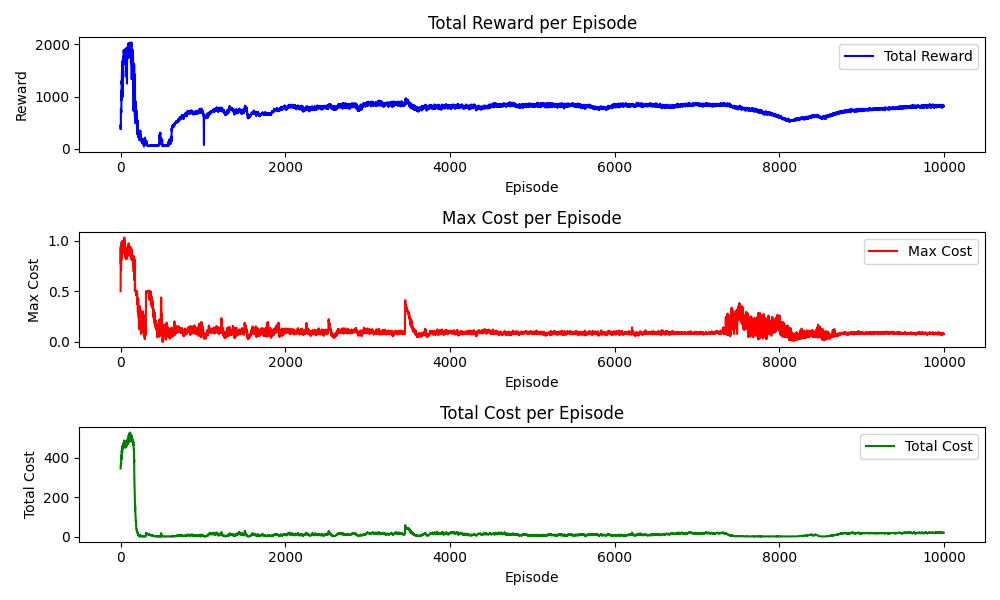 Total Reward per Episode
2000
1000
0
Reward
Total Reward
0 2000 4000 6000 8000 10000
Episode
Max Cost per Episode
1.0
0.5
0.0
Max Cost
Max Cost
0 2000 4000 6000 8000 10000
Episode
Total Cost per Episode
400
200
0
Total Cost
Total Cost
0 2000 4000 6000 8000 10000
Episode